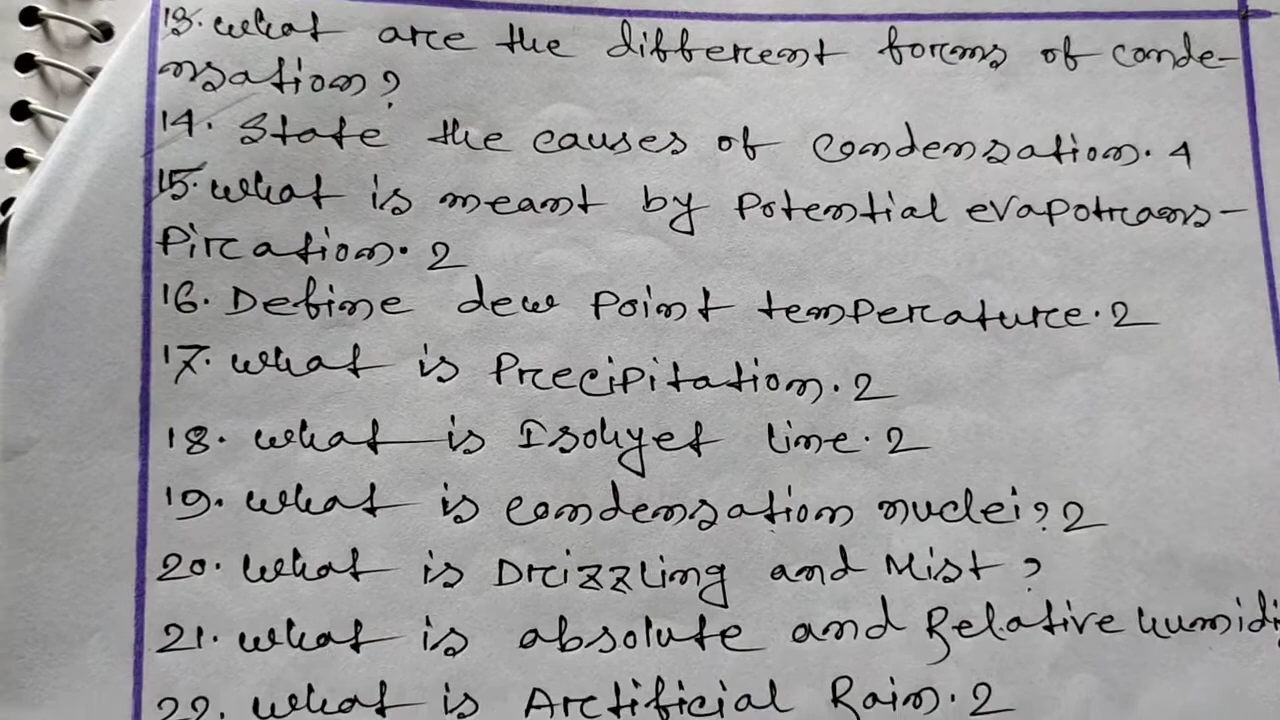 13. What are the different forms of conde-
nsation?
14. State the causes of condensation. 4
15. What is meant by Potential evapotrans-
piration. 2
16. Define dew Point temperature. 2
17. What is Precipitation. 2
18. What is Isohyet line. 2
19. What is condensation nuclei? 2
20. What is Drizzling and Mist?
21. What is absolute and Relative humidi
22. What is Artificial Rain. 2